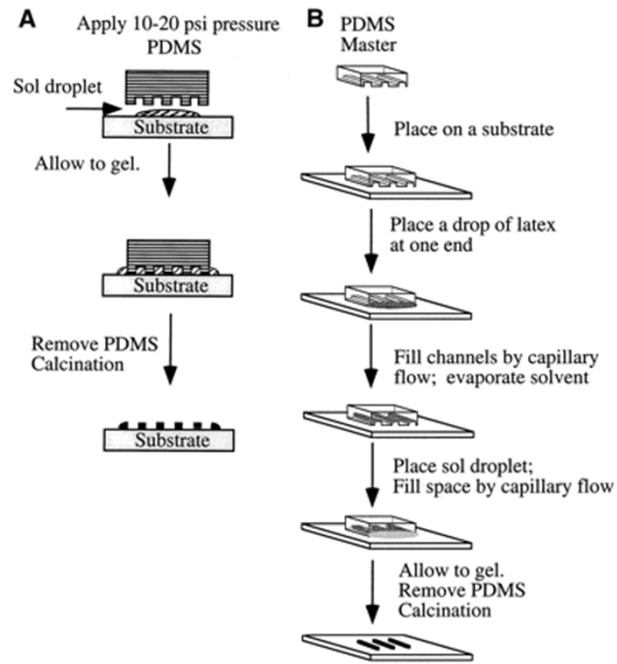 A
Apply 10-20 psi pressure
PDMS
Sol droplet
Substrate
Allow to gel.
Substrate
Remove PDMS
Calcination
Substrate
B
PDMS
Master
Place on a substrate
Place a drop of latex
at one end
Fill channels by capillary
flow; evaporate solvent
Place sol droplet;
Fill space by capillary flow
Allow to gel.
Remove PDMS
Calcination